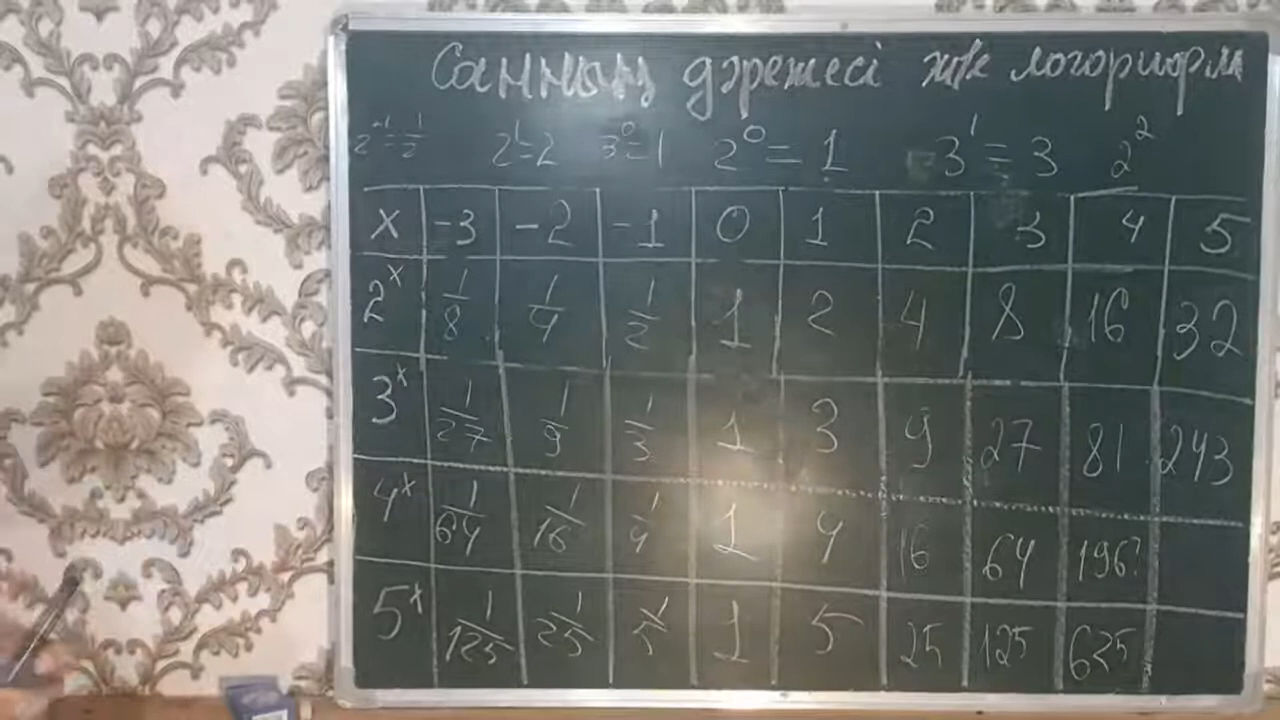 Санның дәрежесі жәе логориорм
2⁻¹=1/2 2¹=2 3⁰=1 2⁰=1 3¹=3 2²
x -3 -2 -1 0 1 2 3 4 5
2ˣ 1/8 1/4 1/2 1 2 4 8 16 32
3ˣ 1/27 1/9 1/3 1 3 9 27 81 243
4ˣ 1/64 1/16 1/4 1 4 16 64 196?
5ˣ 1/125 1/25 1/5 1 5 25 125 625